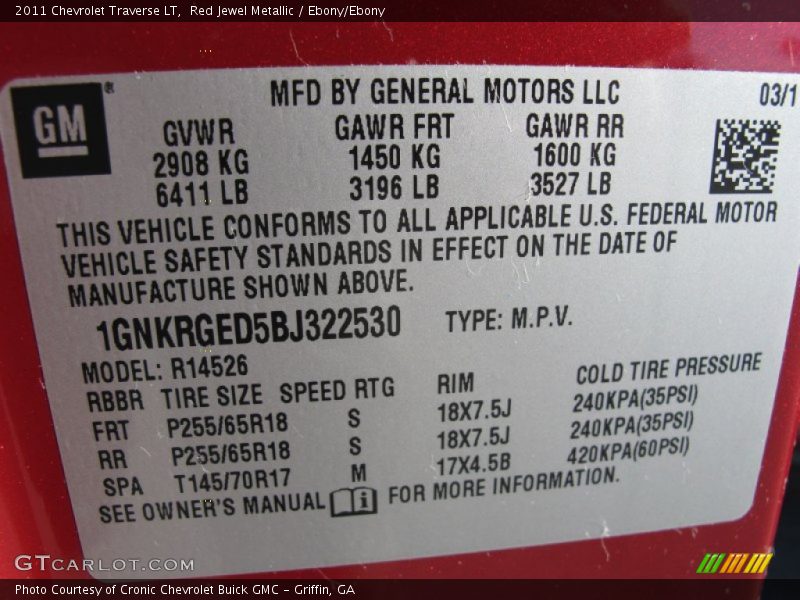 2011 Chevrolet Traverse LT, Red Jewel Metallic / Ebony/Ebony
GM ®
MFD BY GENERAL MOTORS LLC 03/1
GVWR GAWR FRT GAWR RR
2908 KG 1450 KG 1600 KG
6411 LB 3196 LB 3527 LB
THIS VEHICLE CONFORMS TO ALL APPLICABLE U.S. FEDERAL MOTOR
VEHICLE SAFETY STANDARDS IN EFFECT ON THE DATE OF
MANUFACTURE SHOWN ABOVE.
1GNKRGED5BJ322530 TYPE: M.P.V.
MODEL: R14526
RBBR TIRE SIZE SPEED RTG RIM COLD TIRE PRESSURE
FRT P255/65R18 S 18X7.5J 240KPA(35PSI)
RR P255/65R18 S 18X7.5J 240KPA(35PSI)
SPA T145/70R17 M 17X4.5B 420KPA(60PSI)
SEE OWNER'S MANUAL i FOR MORE INFORMATION.
GTCARLOT.COM
Photo Courtesy of Cronic Chevrolet Buick GMC – Griffin, GA